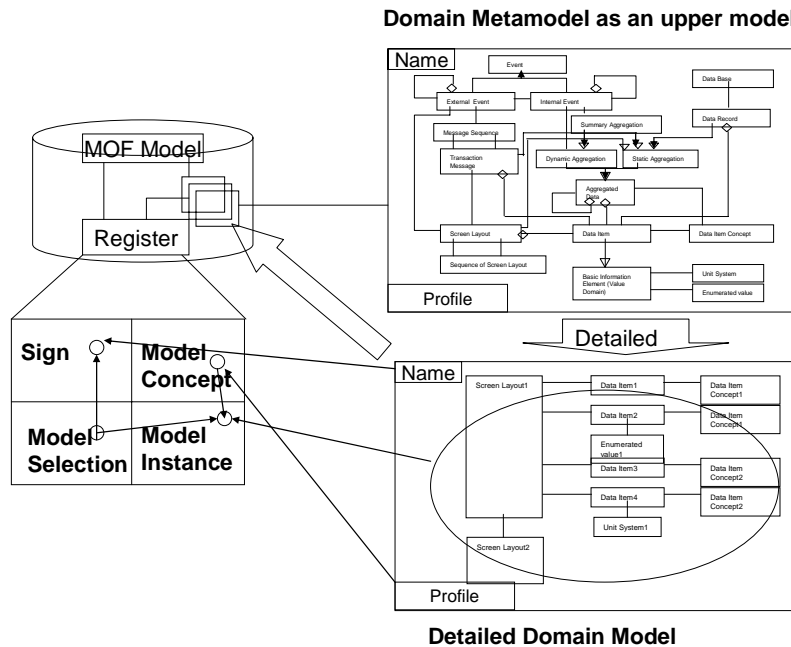 Domain Metamodel as an upper model
Name
Event
External Event
Internal Event
Data Base
Message Sequence
Summary Aggregation
Data Record
Transaction
Message
Dynamic Aggregation
Static Aggregation
Aggregated
Data
Screen Layout
Data Item
Data Item Concept
Sequence of Screen Layout
Basic Information
Element (Value
Domain)
Unit System
Enumerated value
Profile
MOF Model
Register
Sign
Model
Concept
Model
Selection
Model
Instance
Detailed
Name
Screen Layout1
Data Item1
Data Item
Concept1
Data Item2
Data Item
Concept1
Enumerated
value1
Data Item3
Data Item
Concept2
Data Item4
Data Item
Concept2
Unit System1
Screen Layout2
Profile
Detailed Domain Model